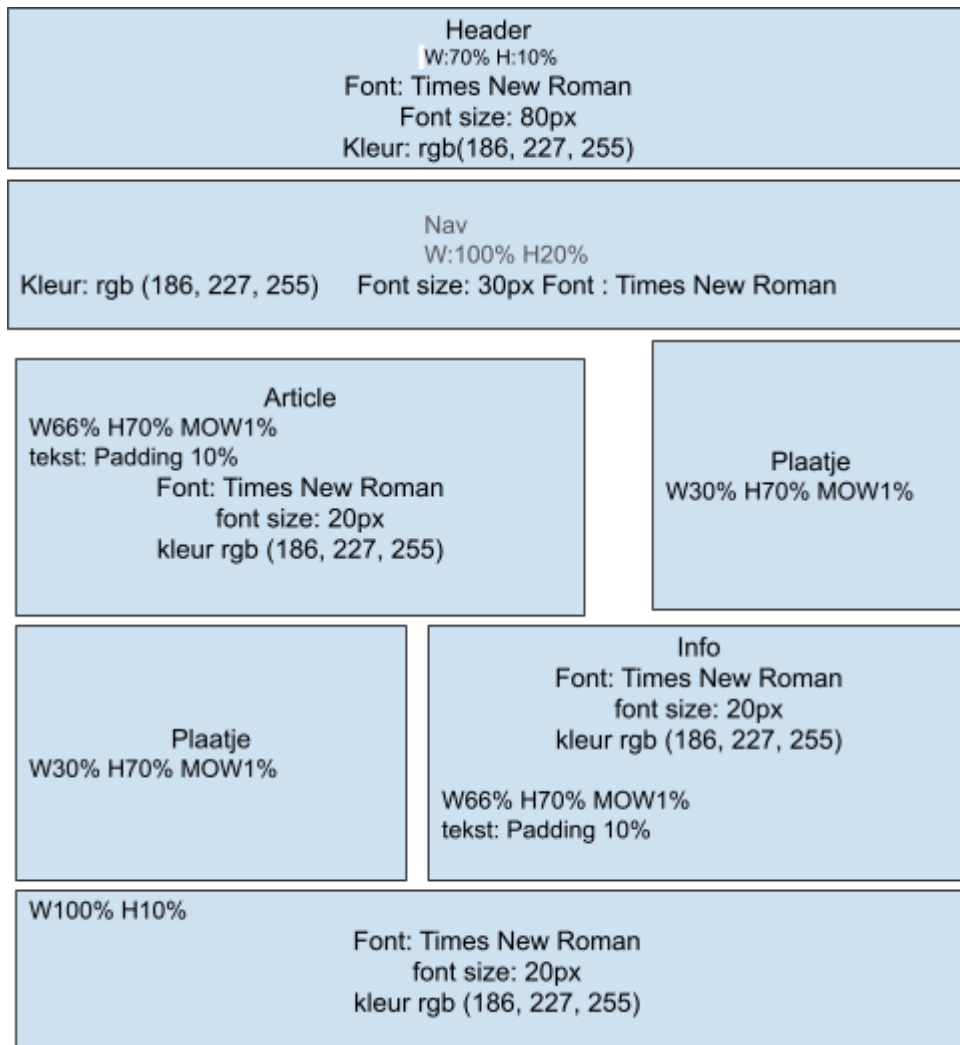 Header
W:70% H:10%
Font: Times New Roman
Font size: 80px
Kleur: rgb(186, 227, 255)
Nav
W:100% H20%
Kleur: rgb (186, 227, 255) Font size: 30px Font : Times New Roman
Article
W66% H70% MOW1%
tekst: Padding 10%
Font: Times New Roman
font size: 20px
kleur rgb (186, 227, 255)
Plaatje
W30% H70% MOW1%
Plaatje
W30% H70% MOW1%
Info
Font: Times New Roman
font size: 20px
kleur rgb (186, 227, 255)
W66% H70% MOW1%
tekst: Padding 10%
W100% H10%
Font: Times New Roman
font size: 20px
kleur rgb (186, 227, 255)